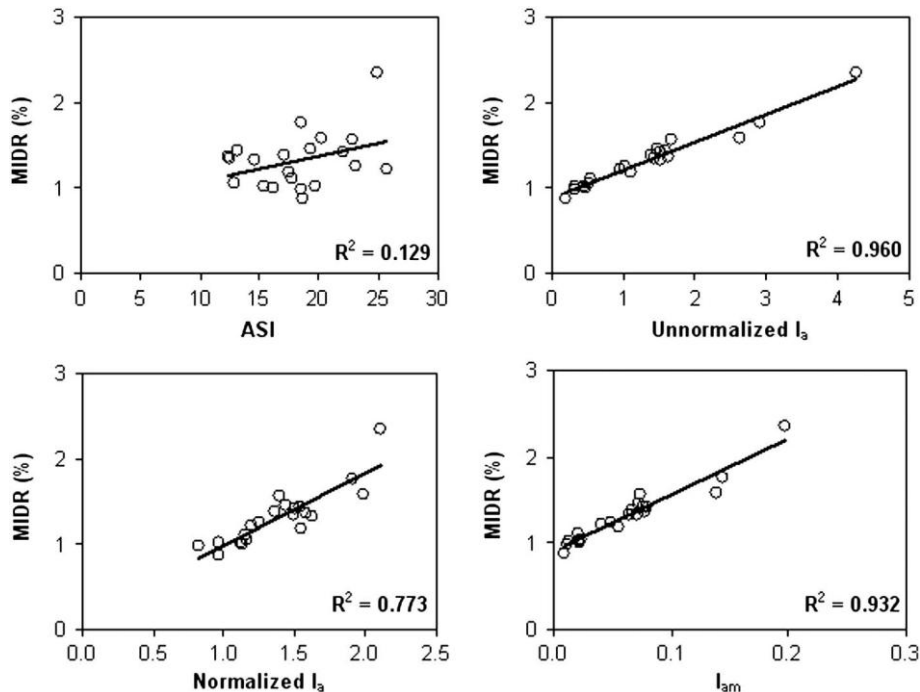 3
2
1
0
MIDR (%)
R² = 0.129
0 5 10 15 20 25 30
ASI
3
2
1
0
MIDR (%)
R² = 0.960
0 1 2 3 4 5
Unnormalized Iₐ
3
2
1
0
MIDR (%)
R² = 0.773
0.0 0.5 1.0 1.5 2.0 2.5
Normalized Iₐ
3
2
1
0
MIDR (%)
R² = 0.932
0.0 0.1 0.2 0.3
Iₐₘ